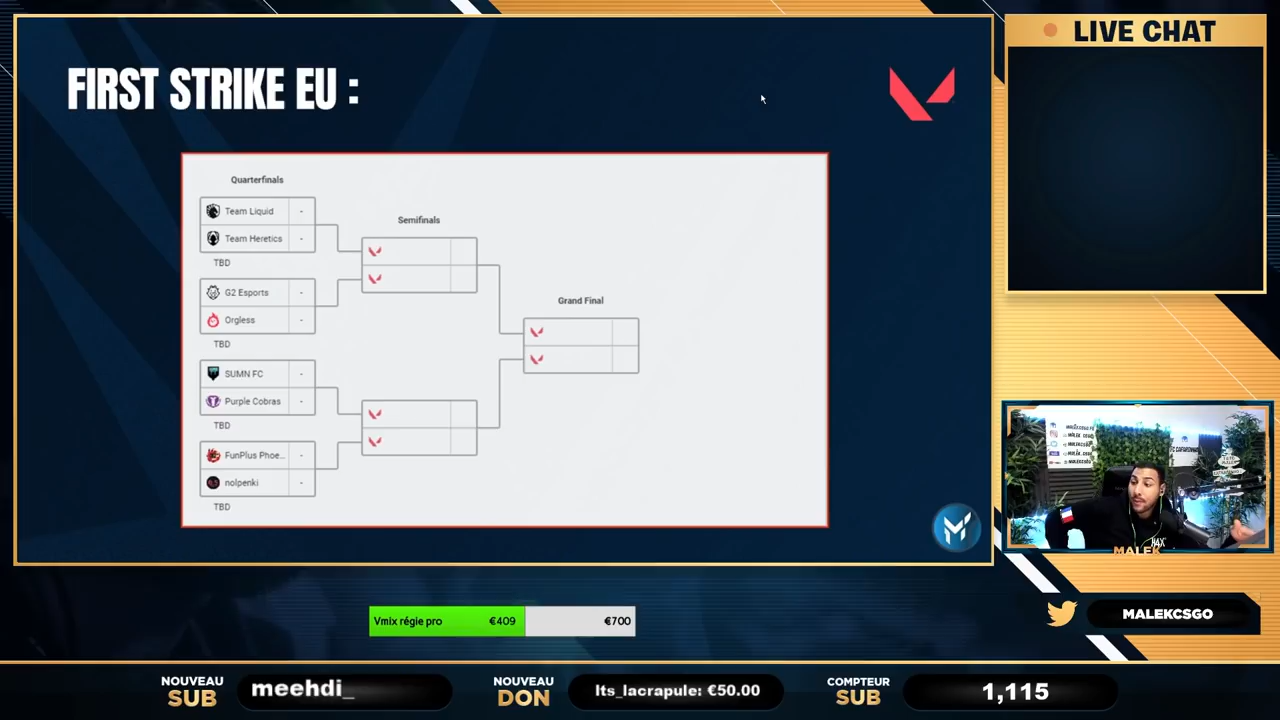 FIRST STRIKE EU :
LIVE CHAT
Quarterfinals
Semifinals
Grand Final
Team Liquid -
Team Heretics -
TBD
G2 Esports -
Orgless -
TBD
SUMN FC -
Purple Cobras -
TBD
FunPlus Phoe... -
nolpenki -
TBD
MALEK
MALEKCSGO
Vmix régie pro €409 €700
NOUVEAU
SUB
meehdi_
NOUVEAU
DON
Its_lacrapule: €50.00
COMPTEUR
SUB
1,115